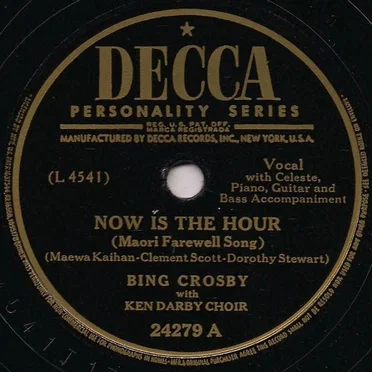 DECCA
PERSONALITY SERIES
REG. U.S. PAT. OFF.
MARCA REGISTRADA
MANUFACTURED BY DECCA RECORDS, INC., NEW YORK, U.S.A.
(L 4541)
Vocal
with Celeste,
Piano, Guitar and
Bass Accompaniment
NOW IS THE HOUR
(Maori Farewell Song)
(Maewa Kaihan-Clement Scott-Dorothy Stewart)
BING CROSBY
with
KEN DARBY CHOIR
24279 A